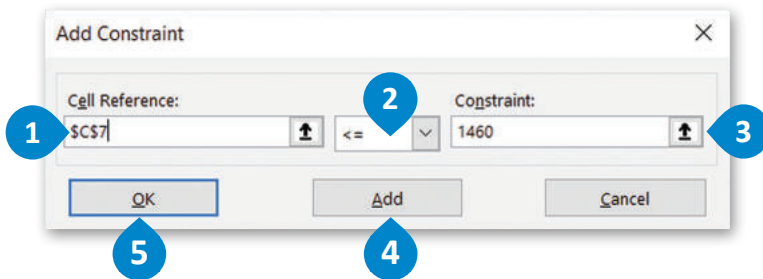 Add Constraint
Cell Reference:
2
Constraint:
1
$C$7
<=
1460
3
OK
Add
Cancel
5
4